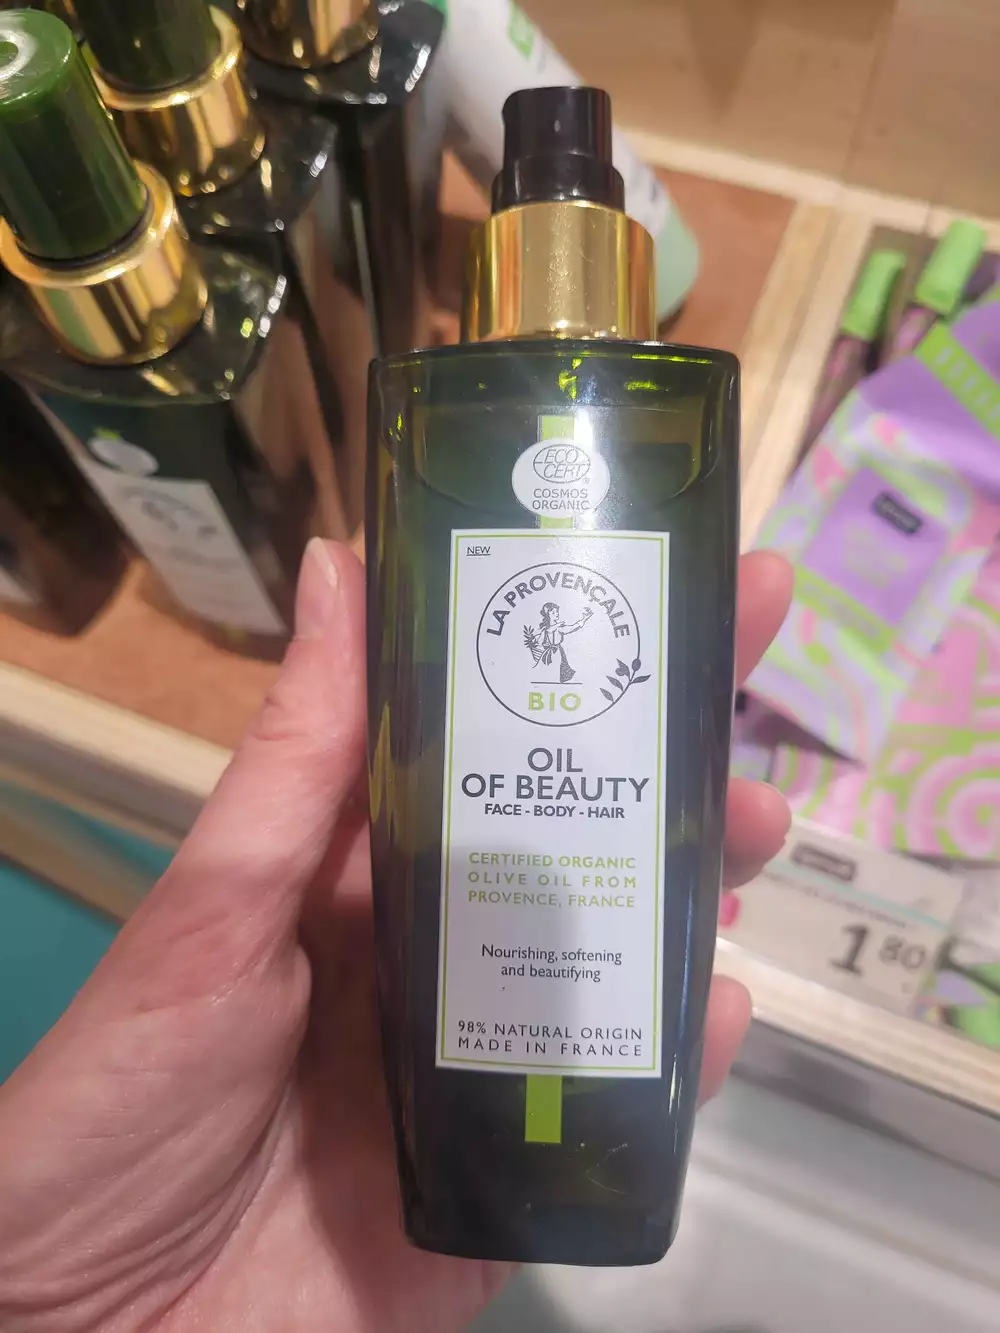 ECO
CERT
®
COSMOS
ORGANIC
NEW
LA PROVENÇALE
BIO
OIL
OF BEAUTY
FACE - BODY - HAIR
CERTIFIED ORGANIC
OLIVE OIL FROM
PROVENCE, FRANCE
Nourishing, softening
and beautifying
98% NATURAL ORIGIN
MADE IN FRANCE
1 80